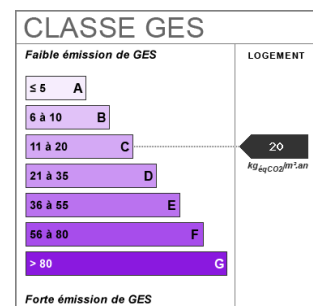 CLASSE GES
Faible émission de GES
LOGEMENT
≤ 5 A
6 à 10 B
11 à 20 C
20
kgéqCO2/m².an
21 à 35 D
36 à 55 E
56 à 80 F
> 80 G
Forte émission de GES